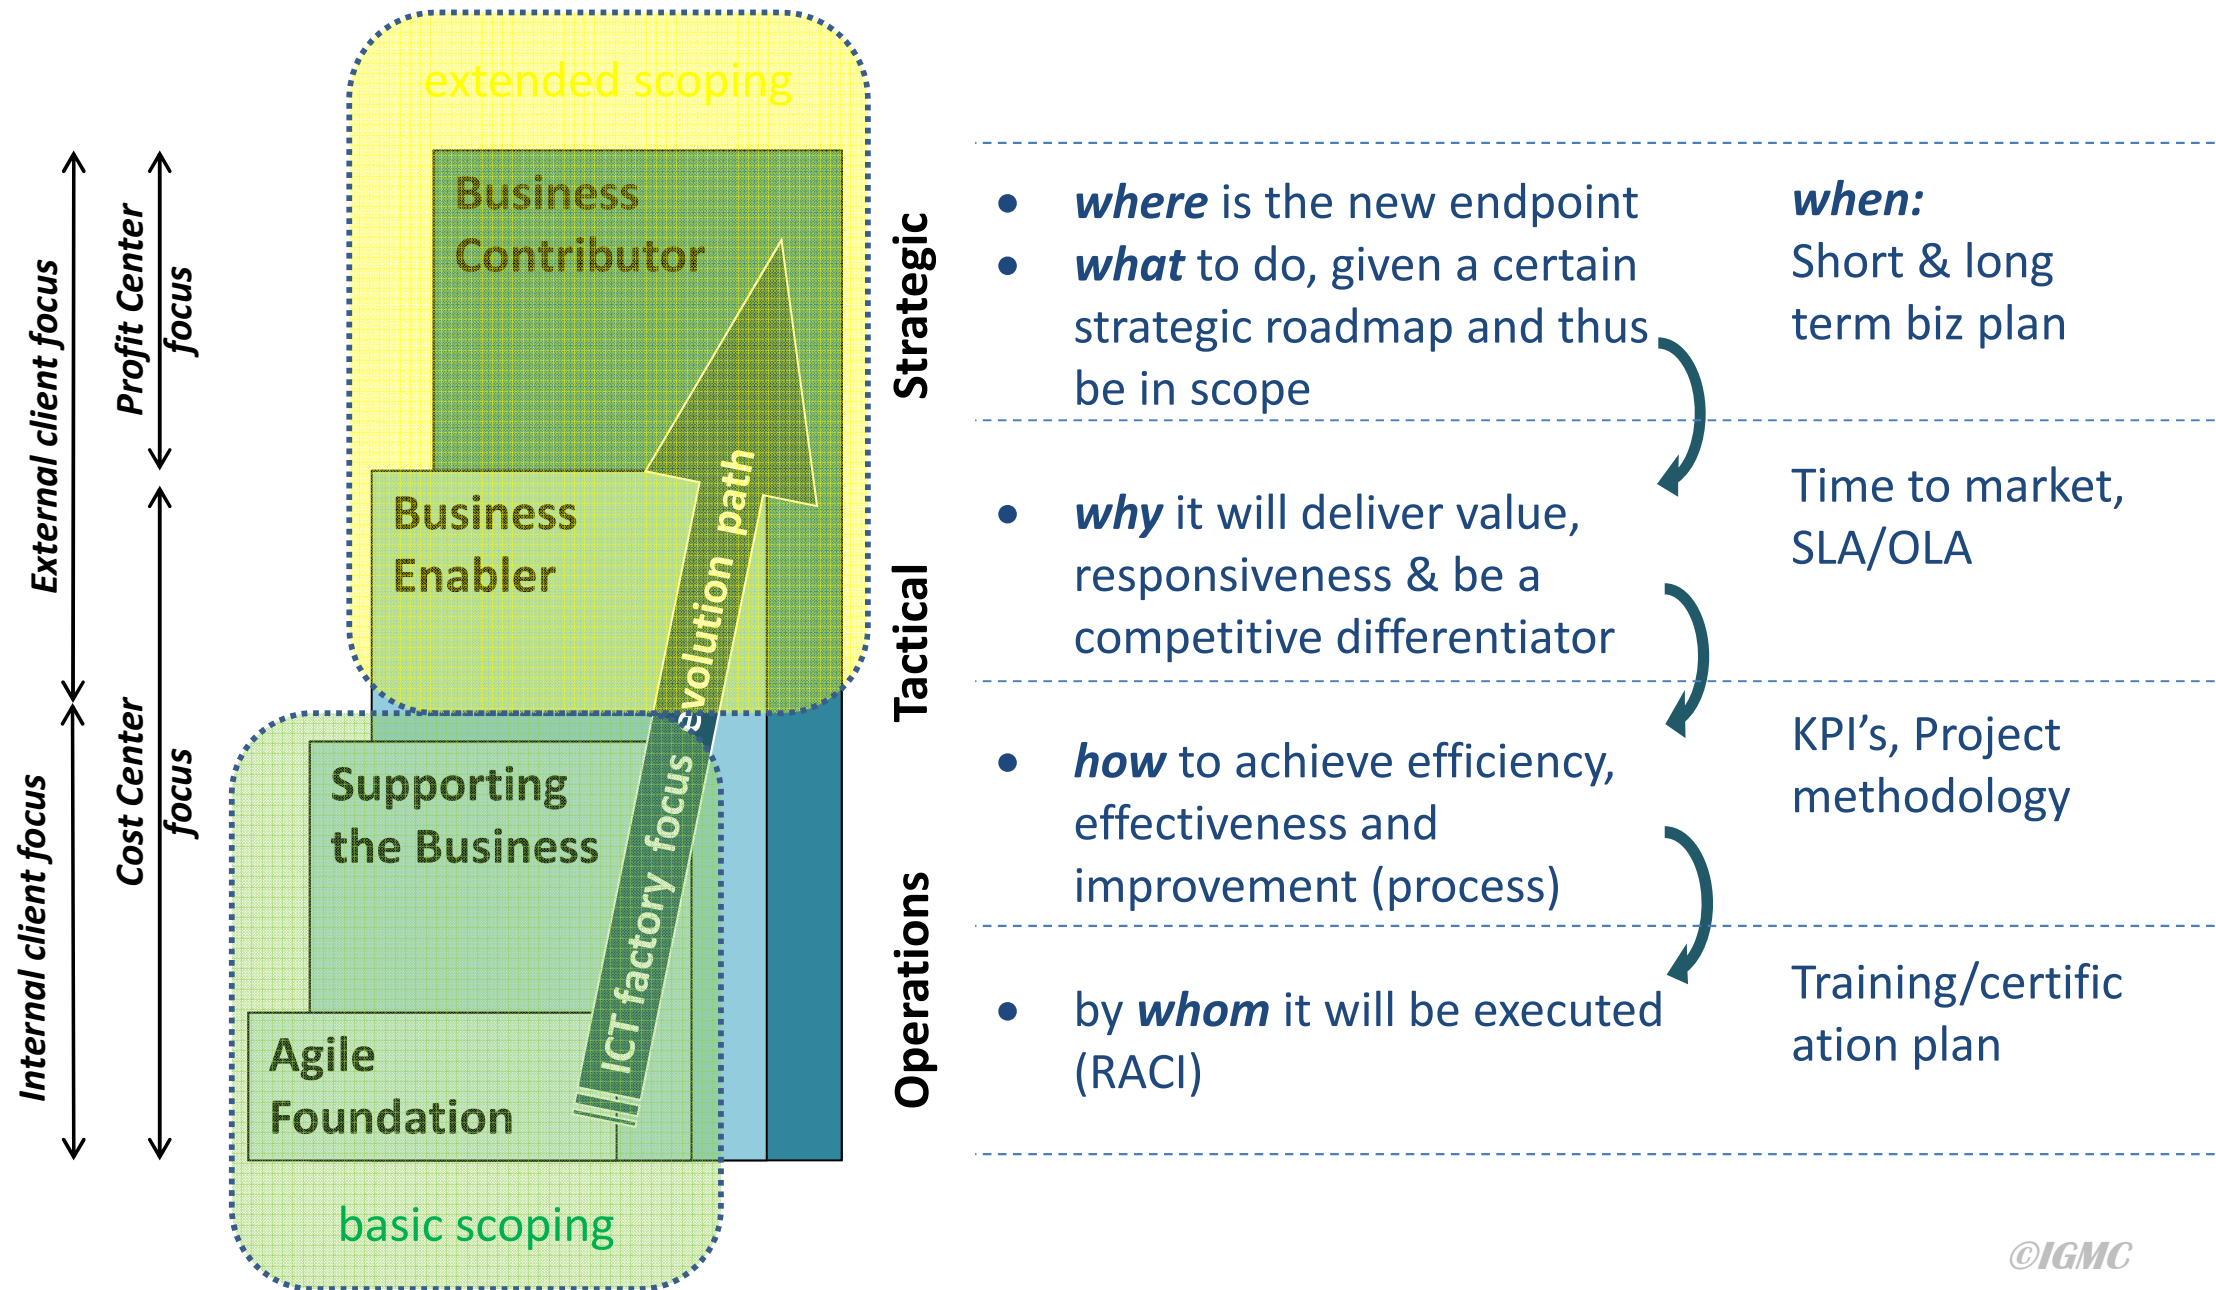 extended scoping
External client focus
Profit Center
focus
Internal client focus
Cost Center
focus
Business
Contributor
Business
Enabler
Supporting
the Business
Agile
Foundation
ICT factory focus evolution path
basic scoping
Strategic
Tactical
Operations
• where is the new endpoint
• what to do, given a certain
strategic roadmap and thus
be in scope
when:
Short & long
term biz plan
• why it will deliver value,
responsiveness & be a
competitive differentiator
Time to market,
SLA/OLA
• how to achieve efficiency,
effectiveness and
improvement (process)
KPI’s, Project
methodology
• by whom it will be executed
(RACI)
Training/certific
ation plan
©IGMC